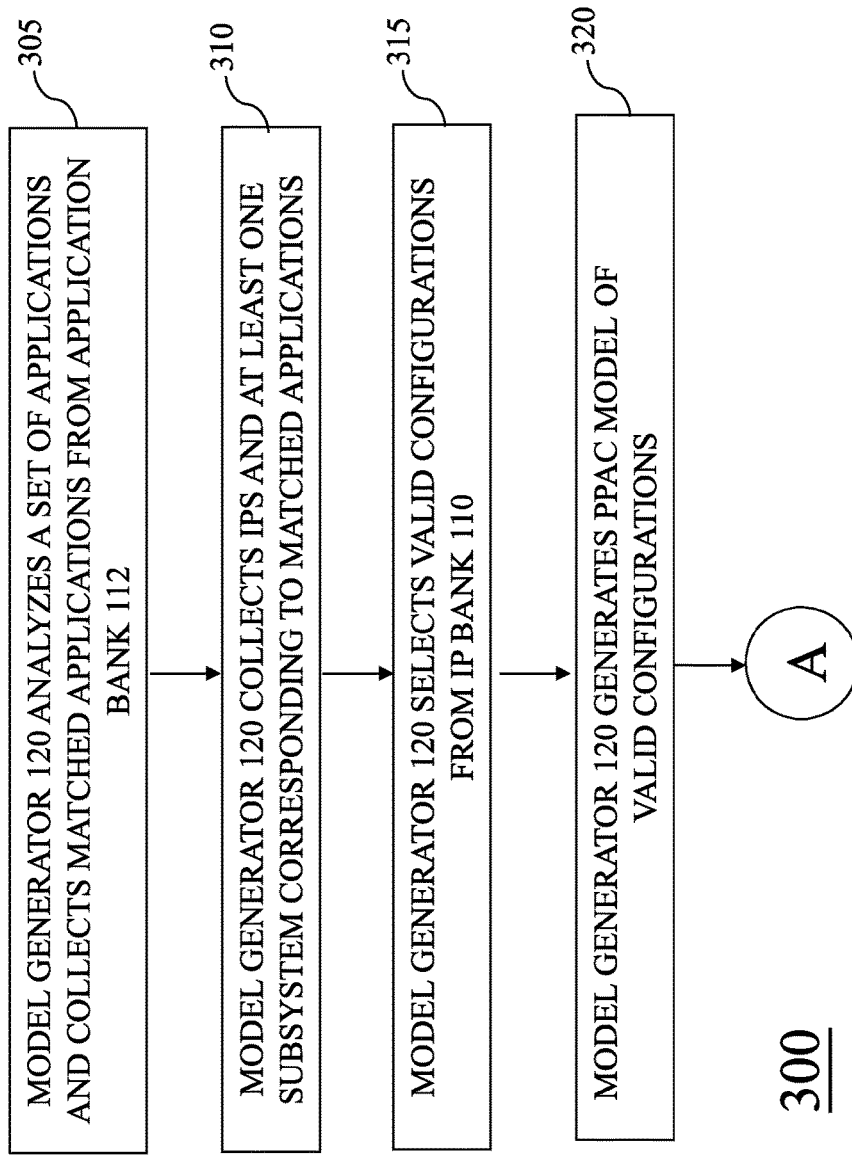 MODEL GENERATOR 120 ANALYZES A SET OF APPLICATIONS
AND COLLECTS MATCHED APPLICATIONS FROM APPLICATION
BANK 112
305
MODEL GENERATOR 120 COLLECTS IPS AND AT LEAST ONE
SUBSYSTEM CORRESPONDING TO MATCHED APPLICATIONS
310
MODEL GENERATOR 120 SELECTS VALID CONFIGURATIONS
FROM IP BANK 110
315
MODEL GENERATOR 120 GENERATES PPAC MODEL OF
VALID CONFIGURATIONS
320
A
300